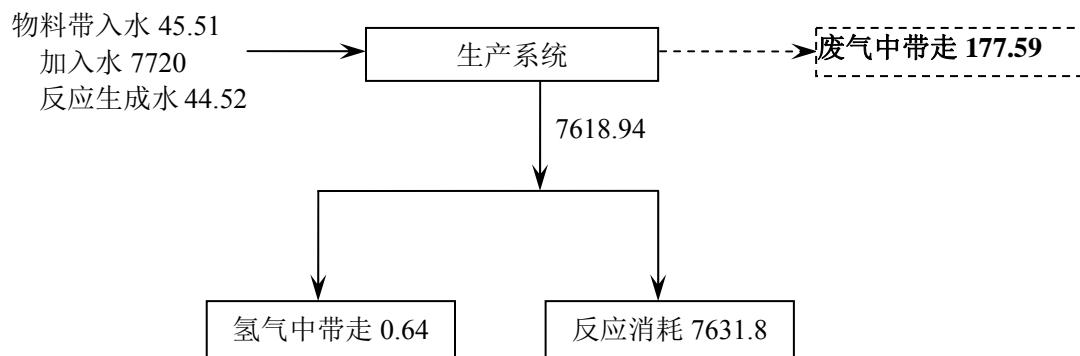 物料带入水 45.51
加入水 7720
反应生成水 44.52
生产系统
废气中带走 177.59
7618.94
氢气中带走 0.64
反应消耗 7631.8